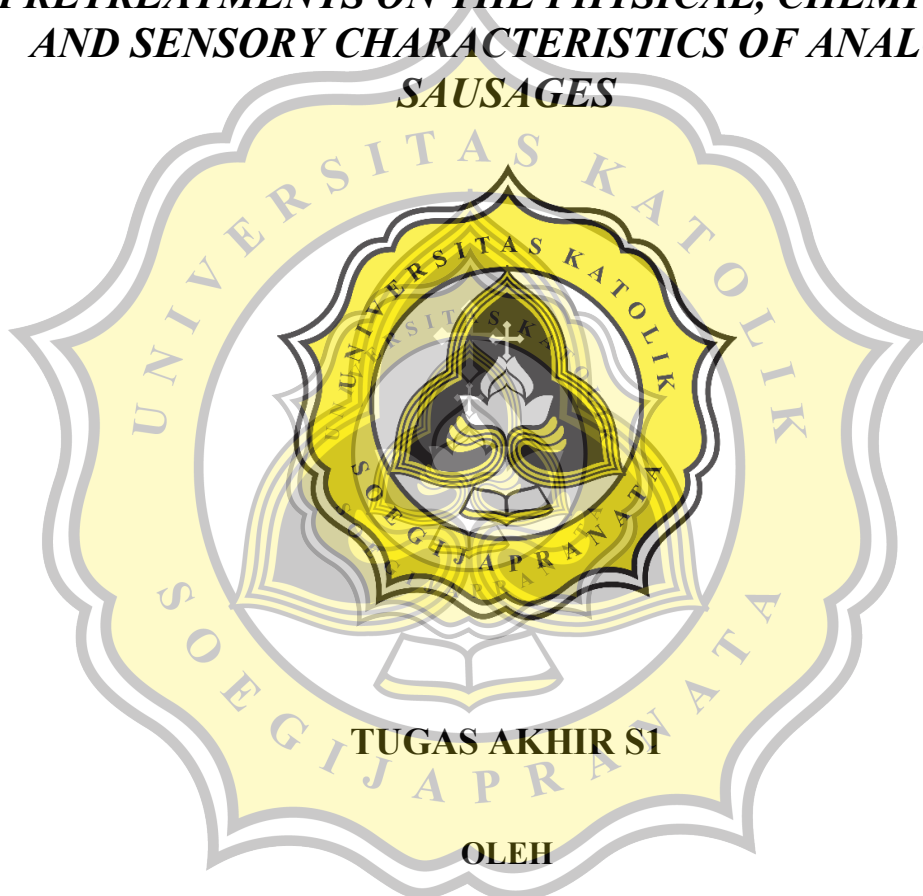 PRETREATMENTS ON THE PHYSICAL, CHEMI
AND SENSORY CHARACTERISTICS OF ANAL
SAUSAGES
UNIVERSITAS KATOLIK
SOEGIJAPRANATA
UNIVERSITAS KATOLIK
SOEGIJAPRANATA
TUGAS AKHIR S1
OLEH